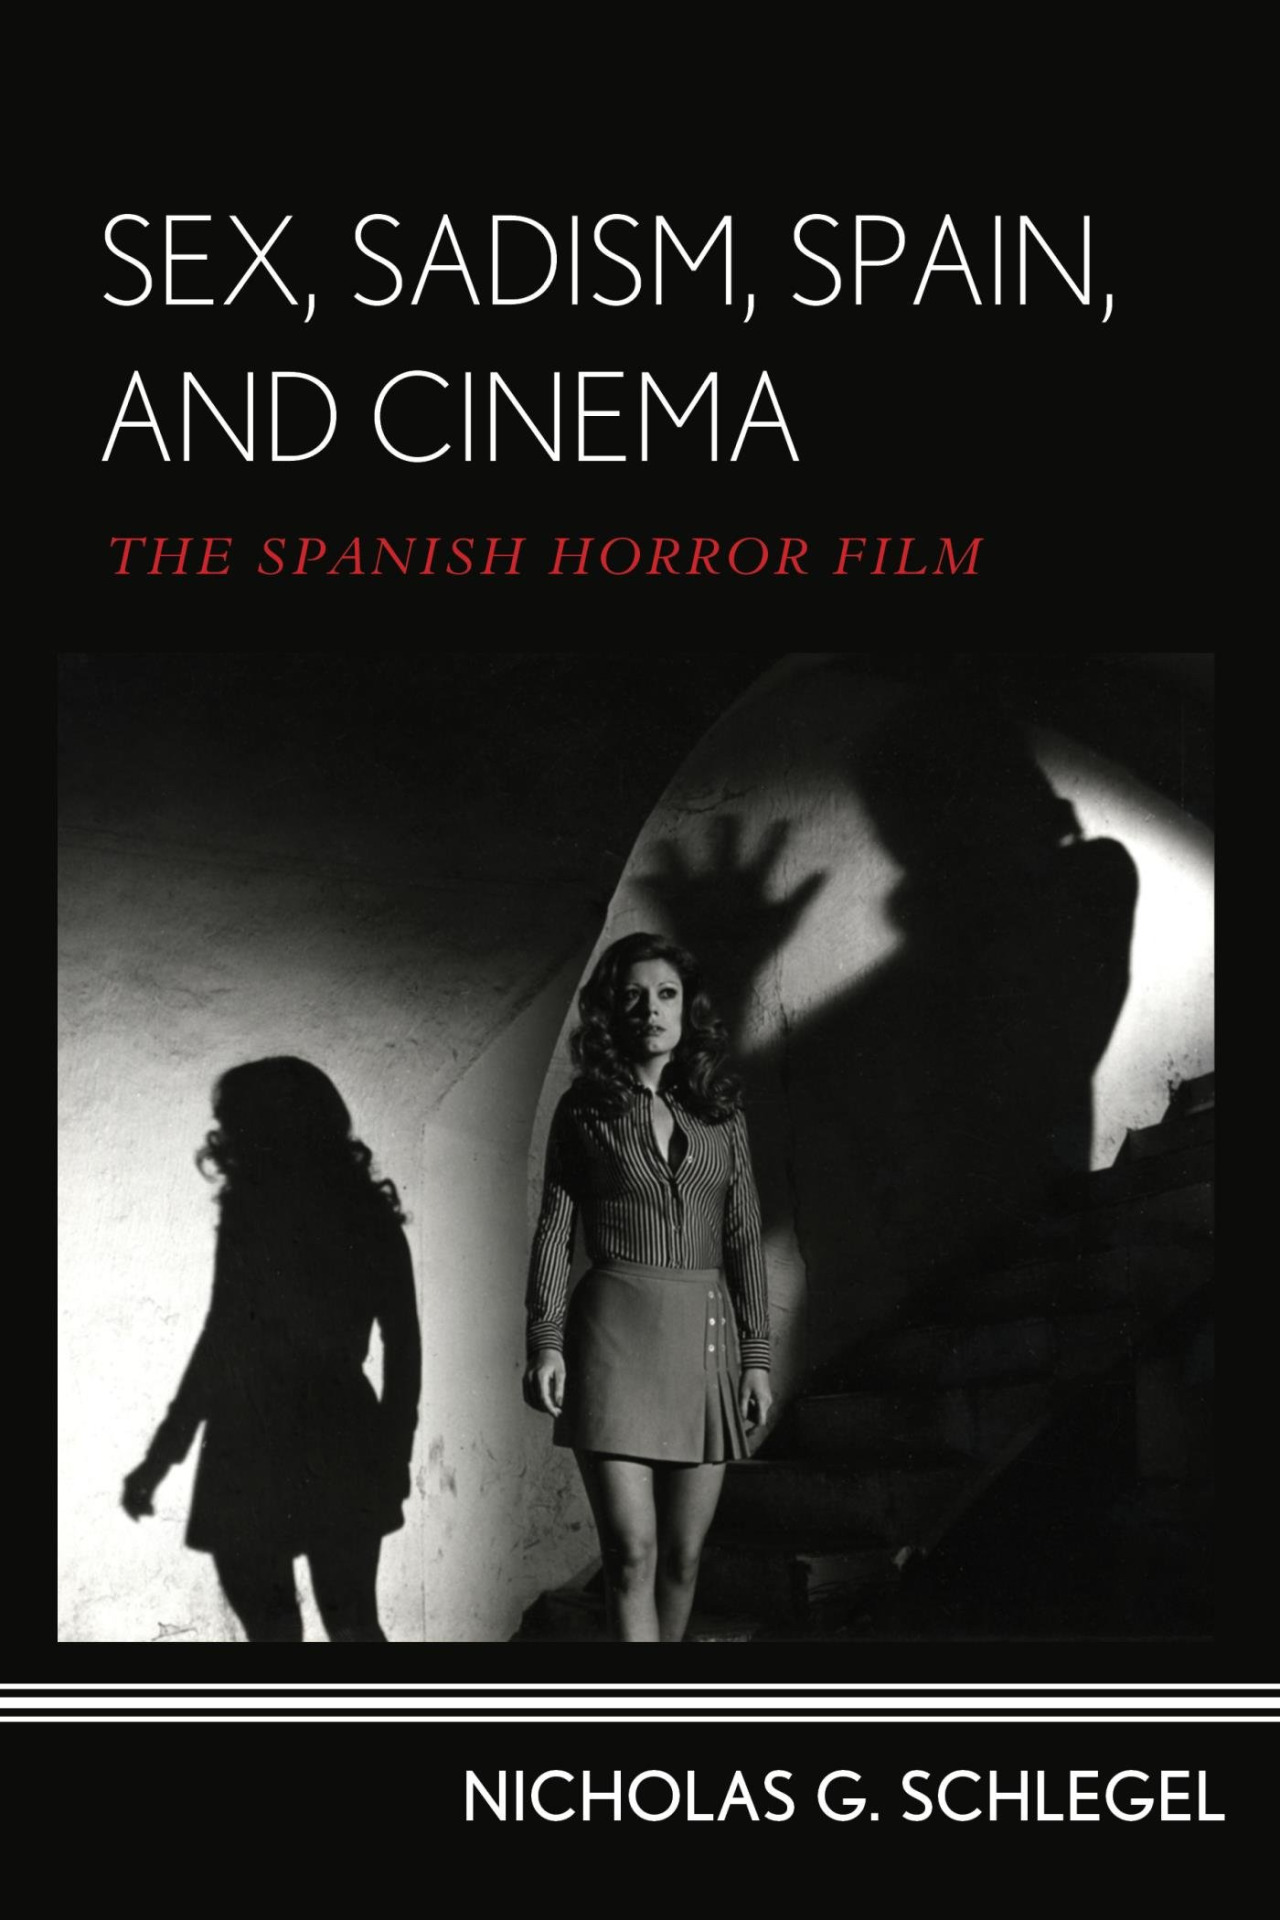 SEX, SADISM, SPAIN,
AND CINEMA
THE SPANISH HORROR FILM
NICHOLAS G. SCHLEGEL